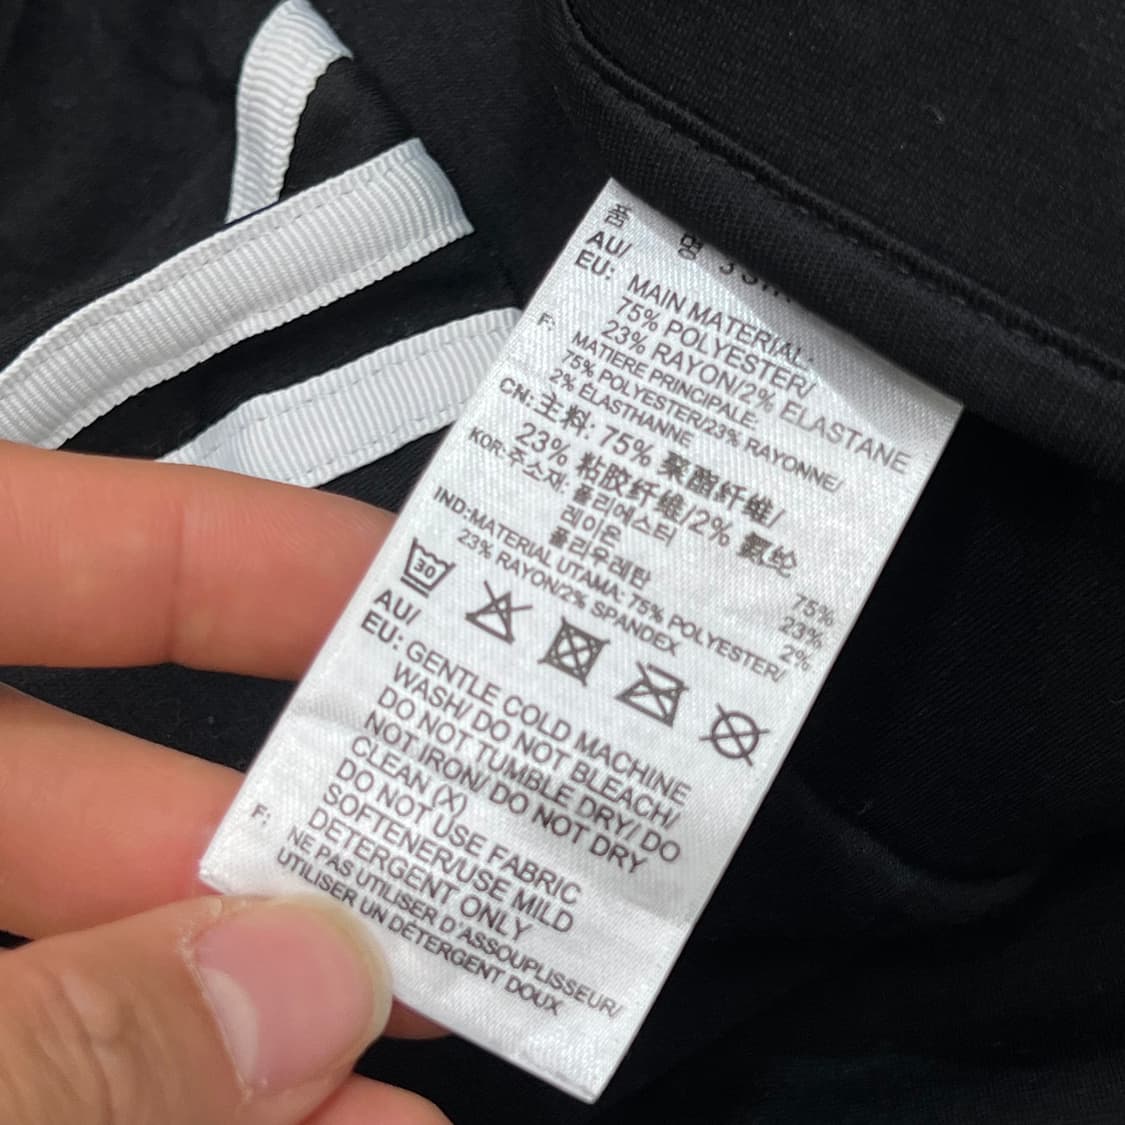 품 명
AU/
EU: MAIN MATERIAL:
75% POLYESTER/
23% RAYON/2% ELASTANE
F: MATIERE PRINCIPALE:
75% POLYESTER/23% RAYONNE/
2% ÉLASTHANNE
CN: 主料: 75% 聚酯纤维/
23% 粘胶纤维/2% 氨纶
KOR: 주소재: 폴리에스터 75%
레이온 23%
폴리우레탄 2%
IND:MATERIAL UTAMA: 75% POLYESTER/
23% RAYON/2% SPANDEX
30
AU/
EU: GENTLE COLD MACHINE
WASH/ DO NOT BLEACH/
DO NOT TUMBLE DRY/ DO
NOT IRON/ DO NOT DRY
CLEAN (X)
DO NOT USE FABRIC
SOFTENER/USE MILD
DETERGENT ONLY
F: NE PAS UTILISER D'ASSOUPLISSEUR/
UTILISER UN DETERGENT DOUX